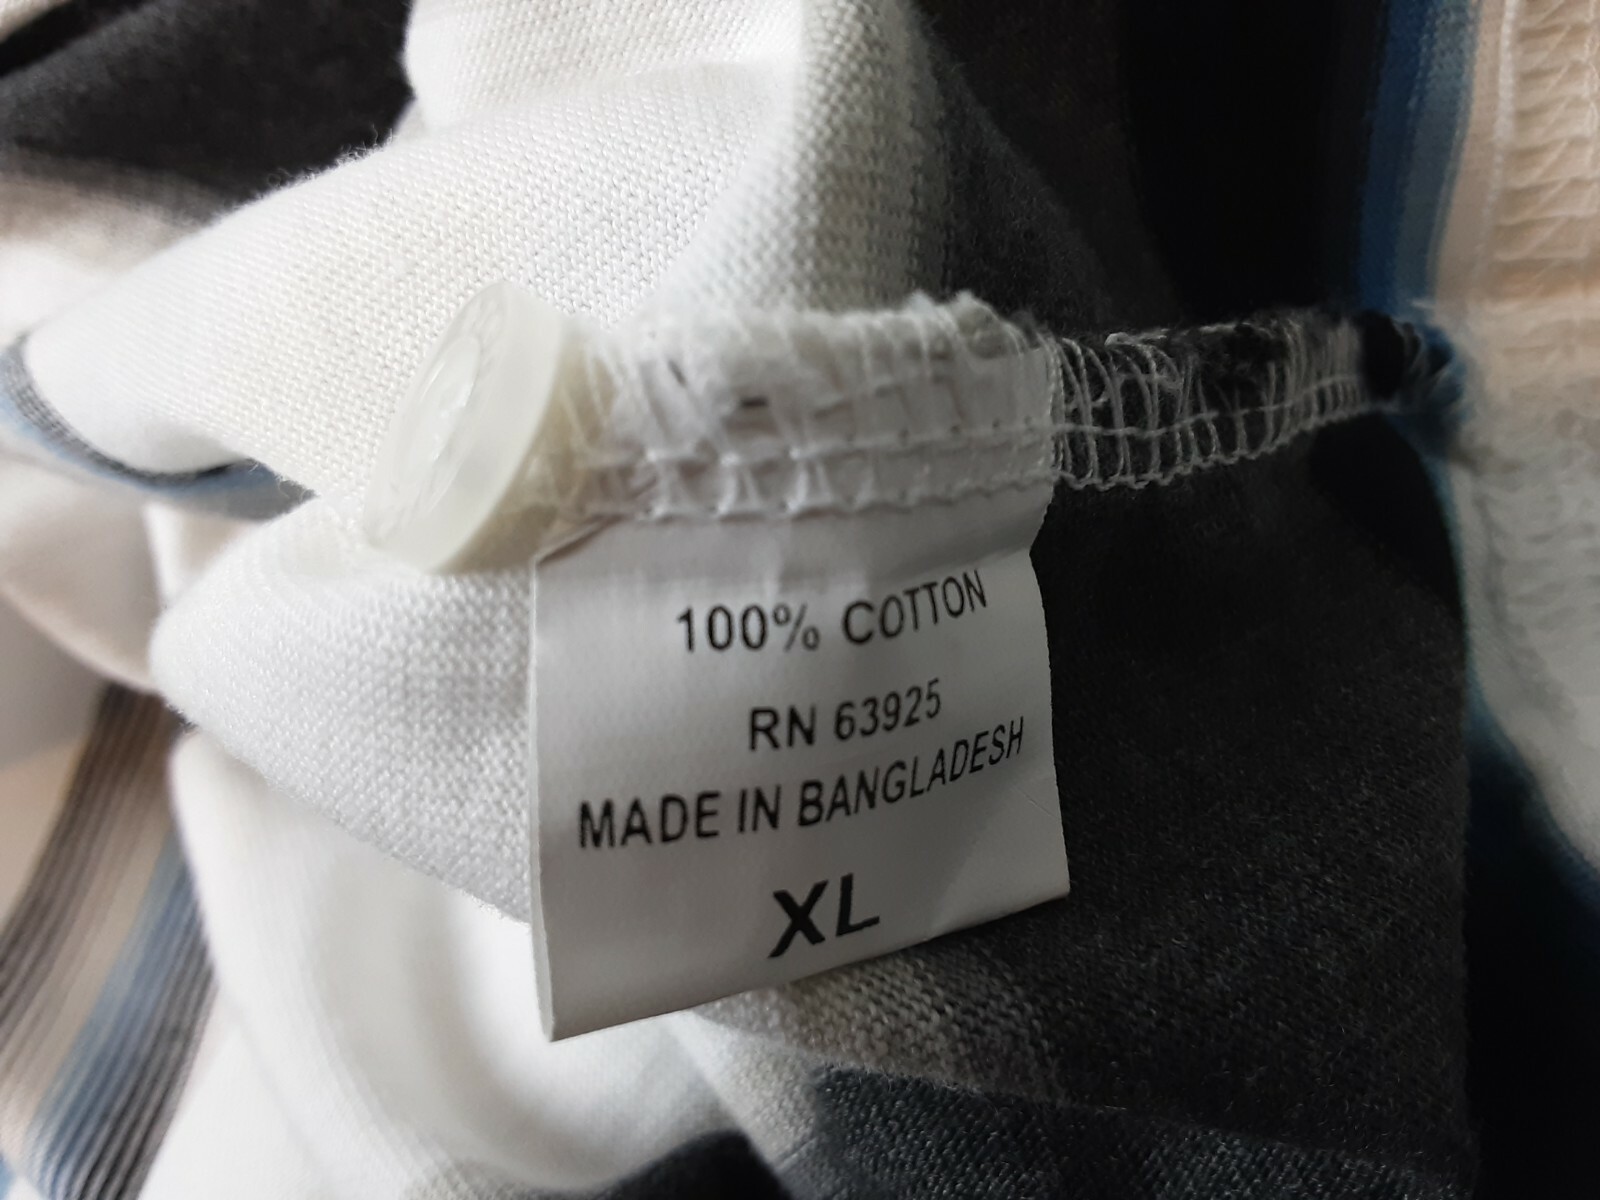 100% COTTON
RN 63925
MADE IN BANGLADESH
XL